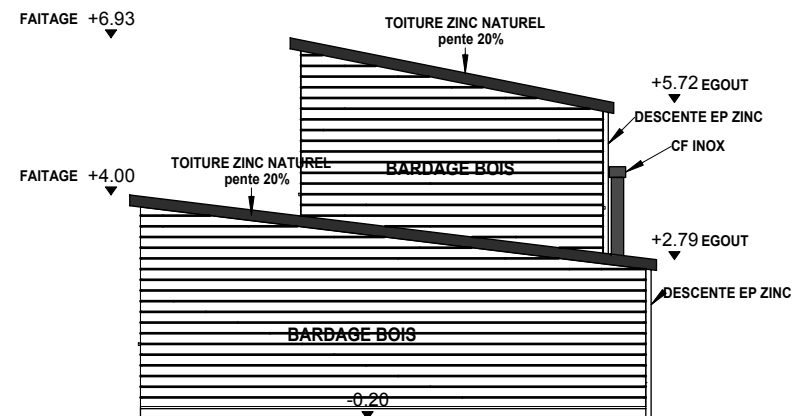 FAITAGE +6.93
TOITURE ZINC NATUREL
pente 20%
+5.72 EGOUT
DESCENTE EP ZINC
CF INOX
BARDAGE BOIS
TOITURE ZINC NATUREL
pente 20%
FAITAGE +4.00
+2.79 EGOUT
DESCENTE EP ZINC
BARDAGE BOIS
-0.20